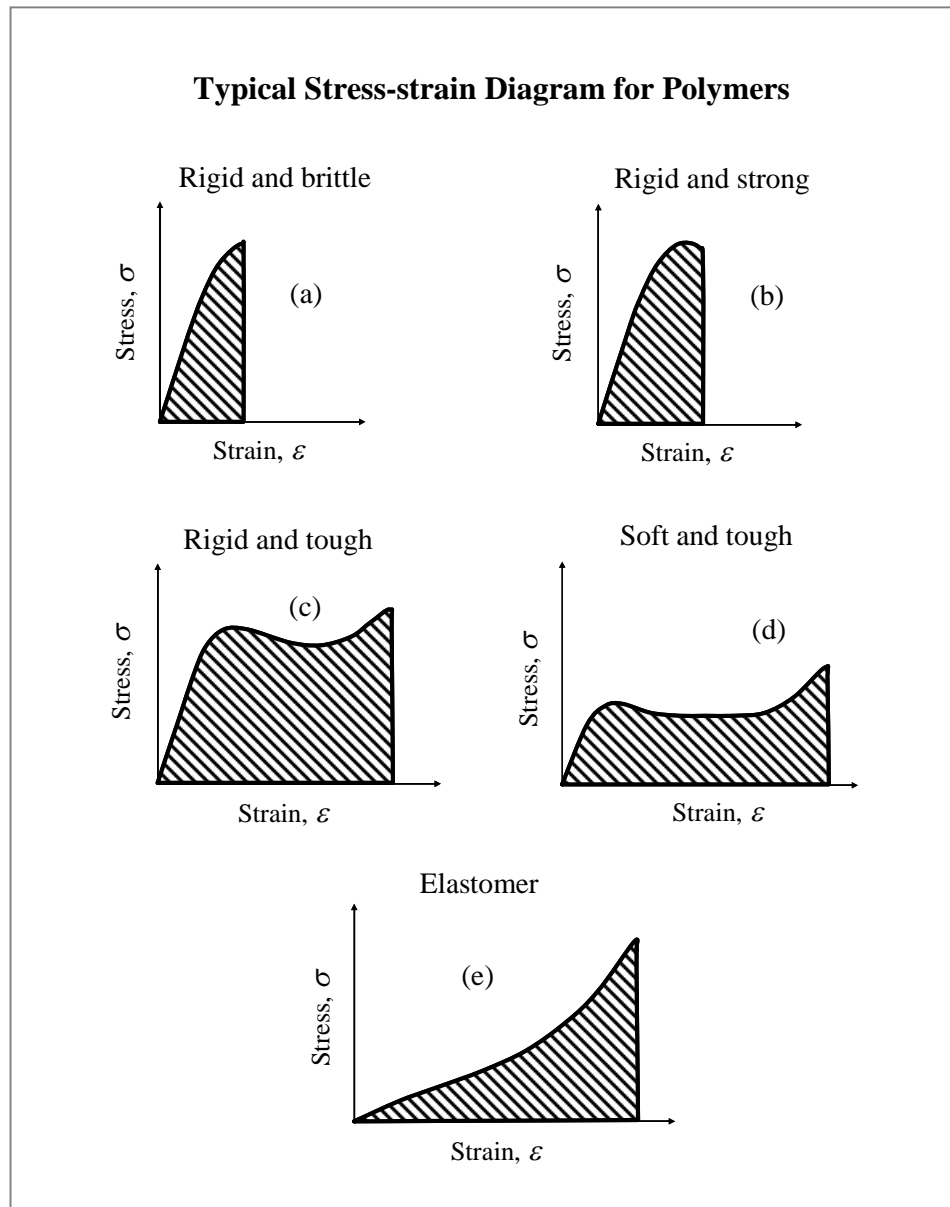 Typical Stress-strain Diagram for Polymers
Rigid and brittle
Stress, σ
(a)
Strain, ε
Rigid and strong
Stress, σ
(b)
Strain, ε
Rigid and tough
Stress, σ
(c)
Strain, ε
Soft and tough
Stress, σ
(d)
Strain, ε
Elastomer
Stress, σ
(e)
Strain, ε